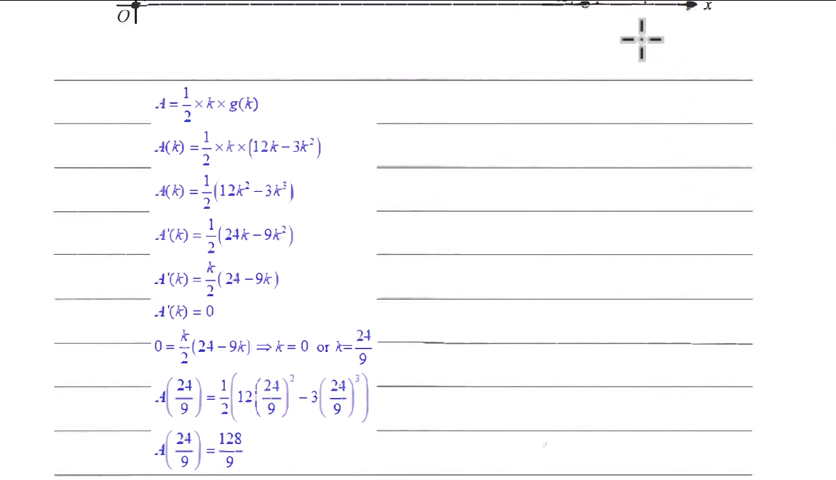 O x
A = 1/2 × k × g(k)
A(k) = 1/2 × k × (12k − 3k²)
A(k) = 1/2 (12k² − 3k³)
A'(k) = 1/2 (24k − 9k²)
A'(k) = k/2 (24 − 9k)
A'(k) = 0
0 = k/2 (24 − 9k) ⇒ k = 0 or k = 24/9
A(24/9) = 1/2 (12(24/9)² − 3(24/9)³)
A(24/9) = 128/9